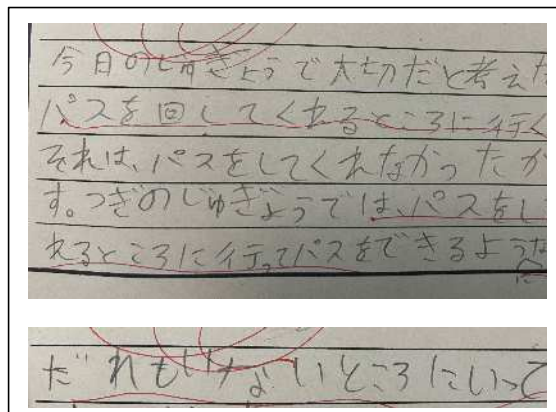 今日のじゅぎょうで大切だと考えた
パスを回してくれるところに行く
それは、パスをしてくれなかったか
す。つぎのじゅぎょうでは、パスをし
れるところに行ってパスをできるような
に
だれもいないところにいって